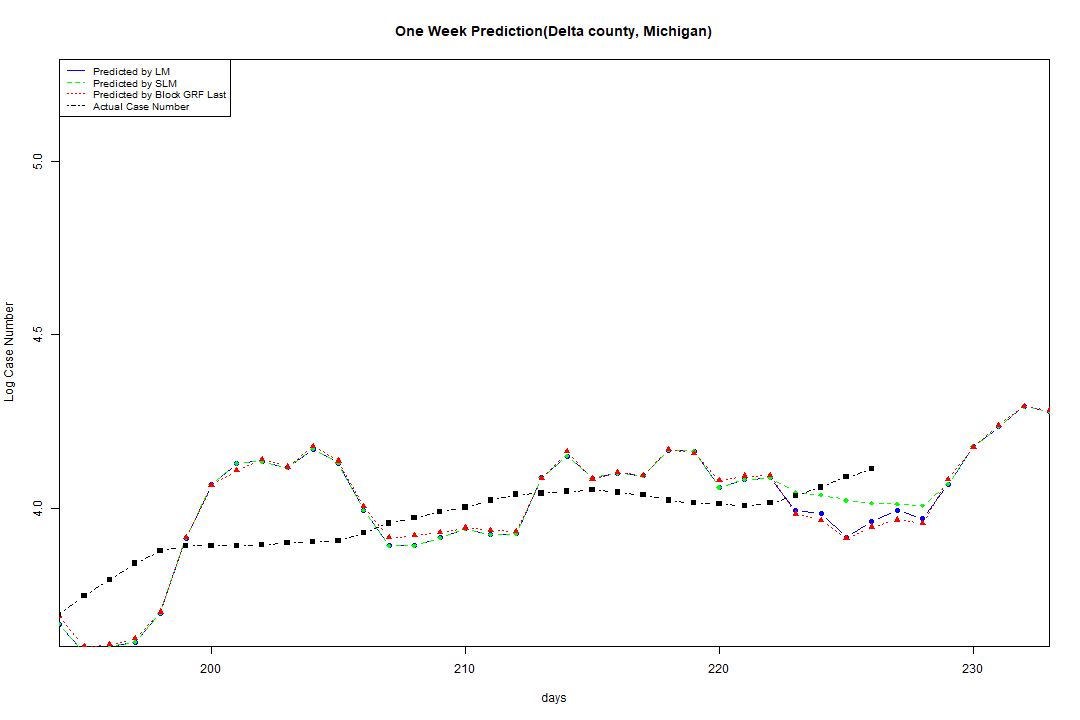 One Week Prediction(Delta county, Michigan)
Predicted by LM
Predicted by SLM
Predicted by Block GRF Last
Actual Case Number
5.0
4.5
4.0
Log Case Number
200 210 220 230
days